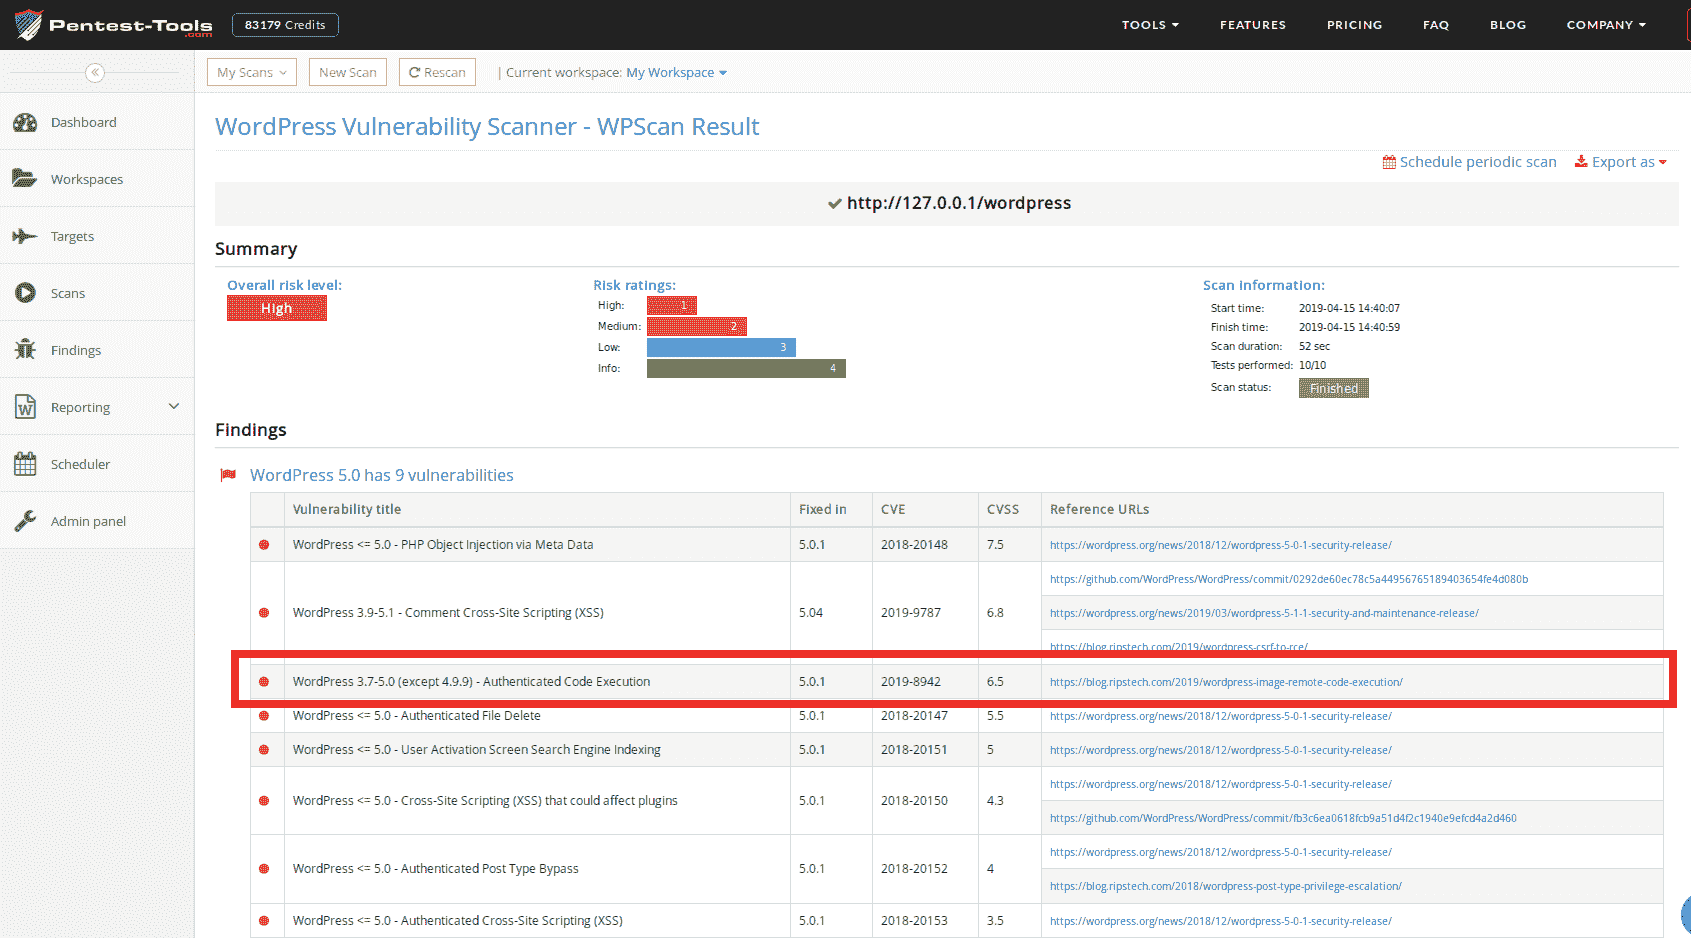 Pentest-Tools.com 83179 Credits TOOLS FEATURES PRICING FAQ BLOG COMPANY
My Scans New Scan Rescan | Current workspace: My Workspace
Dashboard
Workspaces
Targets
Scans
Findings
Reporting
Scheduler
Admin panel
WordPress Vulnerability Scanner - WPScan Result
Schedule periodic scan Export as
http://127.0.0.1/wordpress
Summary
Overall risk level:
High
Risk ratings:
High: 1
Medium: 2
Low: 3
Info: 4
Scan information:
Start time: 2019-04-15 14:40:07
Finish time: 2019-04-15 14:40:59
Scan duration: 52 sec
Tests performed: 10/10
Scan status: Finished
Findings
WordPress 5.0 has 9 vulnerabilities
Vulnerability title Fixed in CVE CVSS Reference URLs
WordPress <= 5.0 - PHP Object Injection via Meta Data 5.0.1 2018-20148 7.5 https://wordpress.org/news/2018/12/wordpress-5-0-1-security-release/
https://github.com/WordPress/WordPress/commit/0292de60ec78c5a44956765189403654fe4d080b
WordPress 3.9-5.1 - Comment Cross-Site Scripting (XSS) 5.04 2019-9787 6.8 https://wordpress.org/news/2019/03/wordpress-5-1-1-security-and-maintenance-release/
https://blog.ripstech.com/2019/wordpress-csrf-to-rce/
WordPress 3.7-5.0 (except 4.9.9) - Authenticated Code Execution 5.0.1 2019-8942 6.5 https://blog.ripstech.com/2019/wordpress-image-remote-code-execution/
WordPress <= 5.0 - Authenticated File Delete 5.0.1 2018-20147 5.5 https://wordpress.org/news/2018/12/wordpress-5-0-1-security-release/
WordPress <= 5.0 - User Activation Screen Search Engine Indexing 5.0.1 2018-20151 5 https://wordpress.org/news/2018/12/wordpress-5-0-1-security-release/
https://wordpress.org/news/2018/12/wordpress-5-0-1-security-release/
WordPress <= 5.0 - Cross-Site Scripting (XSS) that could affect plugins 5.0.1 2018-20150 4.3
https://github.com/WordPress/WordPress/commit/fb3c6ea0618fcb9a51d4f2c1940e9efcd4a2d460
https://wordpress.org/news/2018/12/wordpress-5-0-1-security-release/
WordPress <= 5.0 - Authenticated Post Type Bypass 5.0.1 2018-20152 4
https://blog.ripstech.com/2018/wordpress-post-type-privilege-escalation/
WordPress <= 5.0 - Authenticated Cross-Site Scripting (XSS) 5.0.1 2018-20153 3.5 https://wordpress.org/news/2018/12/wordpress-5-0-1-security-release/